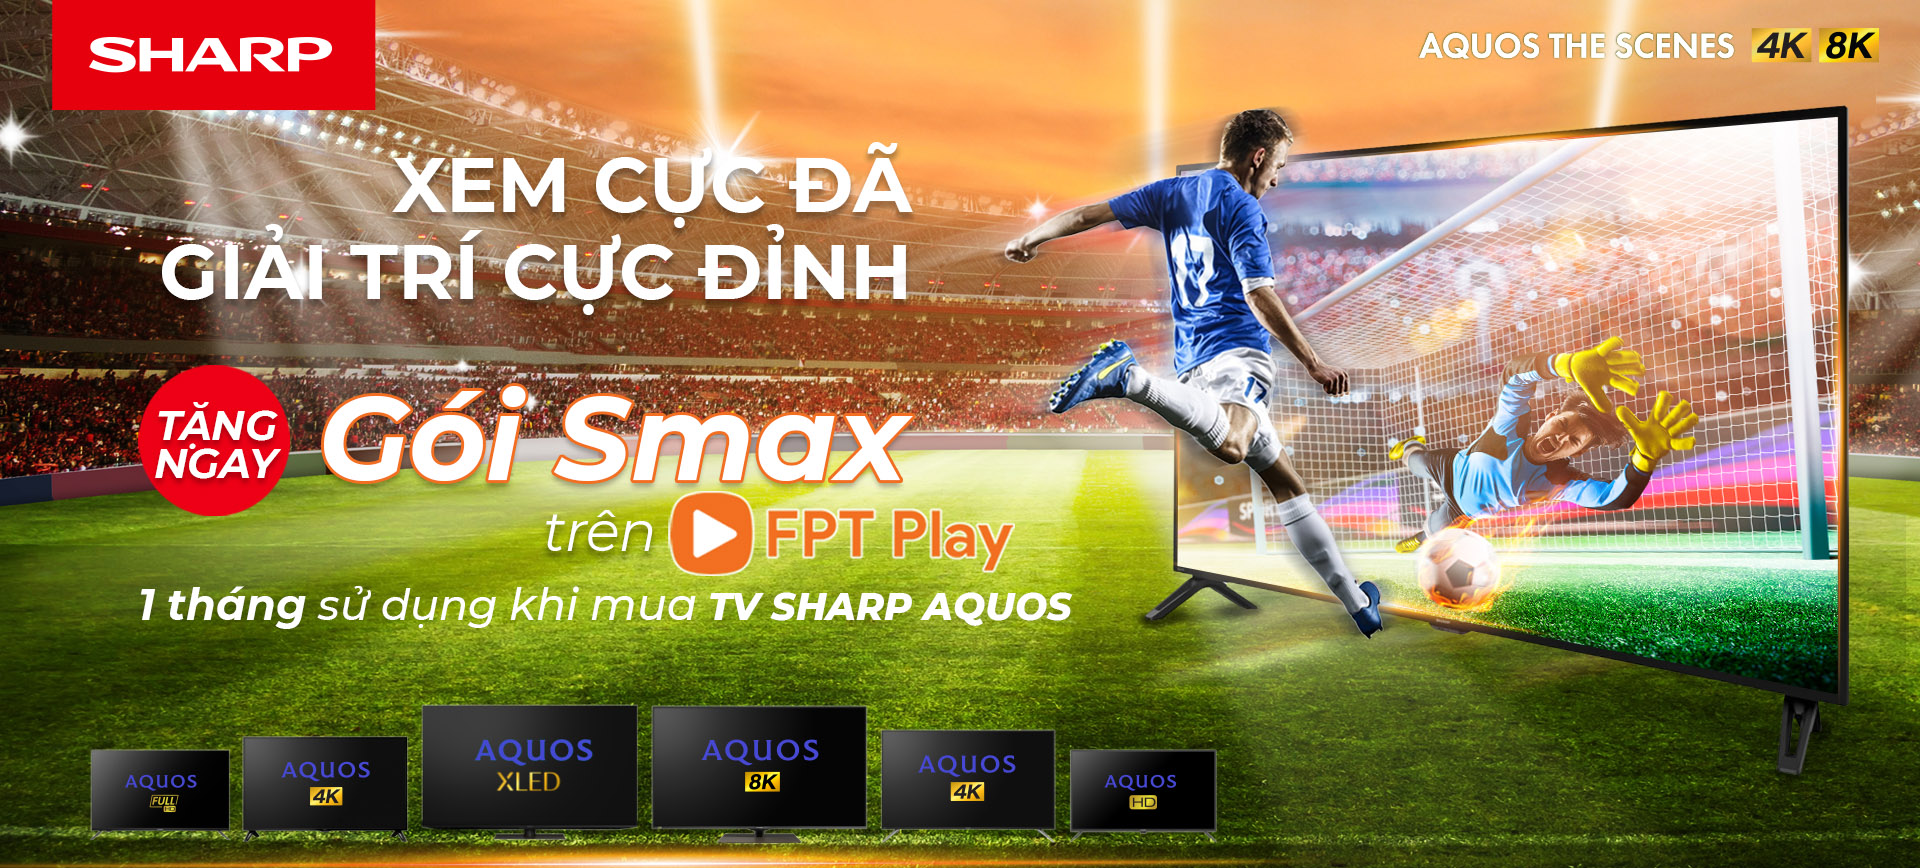 SHARP
AQUOS THE SCENES 4K 8K
XEM CỰC ĐÃ
GIẢI TRÍ CỰC ĐỈNH
17
17
TẶNG
NGAY
Gói Smax
trên FPT Play
1 tháng sử dụng khi mua TV SHARP AQUOS
AQUOS
FULL HD
AQUOS
4K
AQUOS
XLED
AQUOS
8K
AQUOS
4K
AQUOS
HD